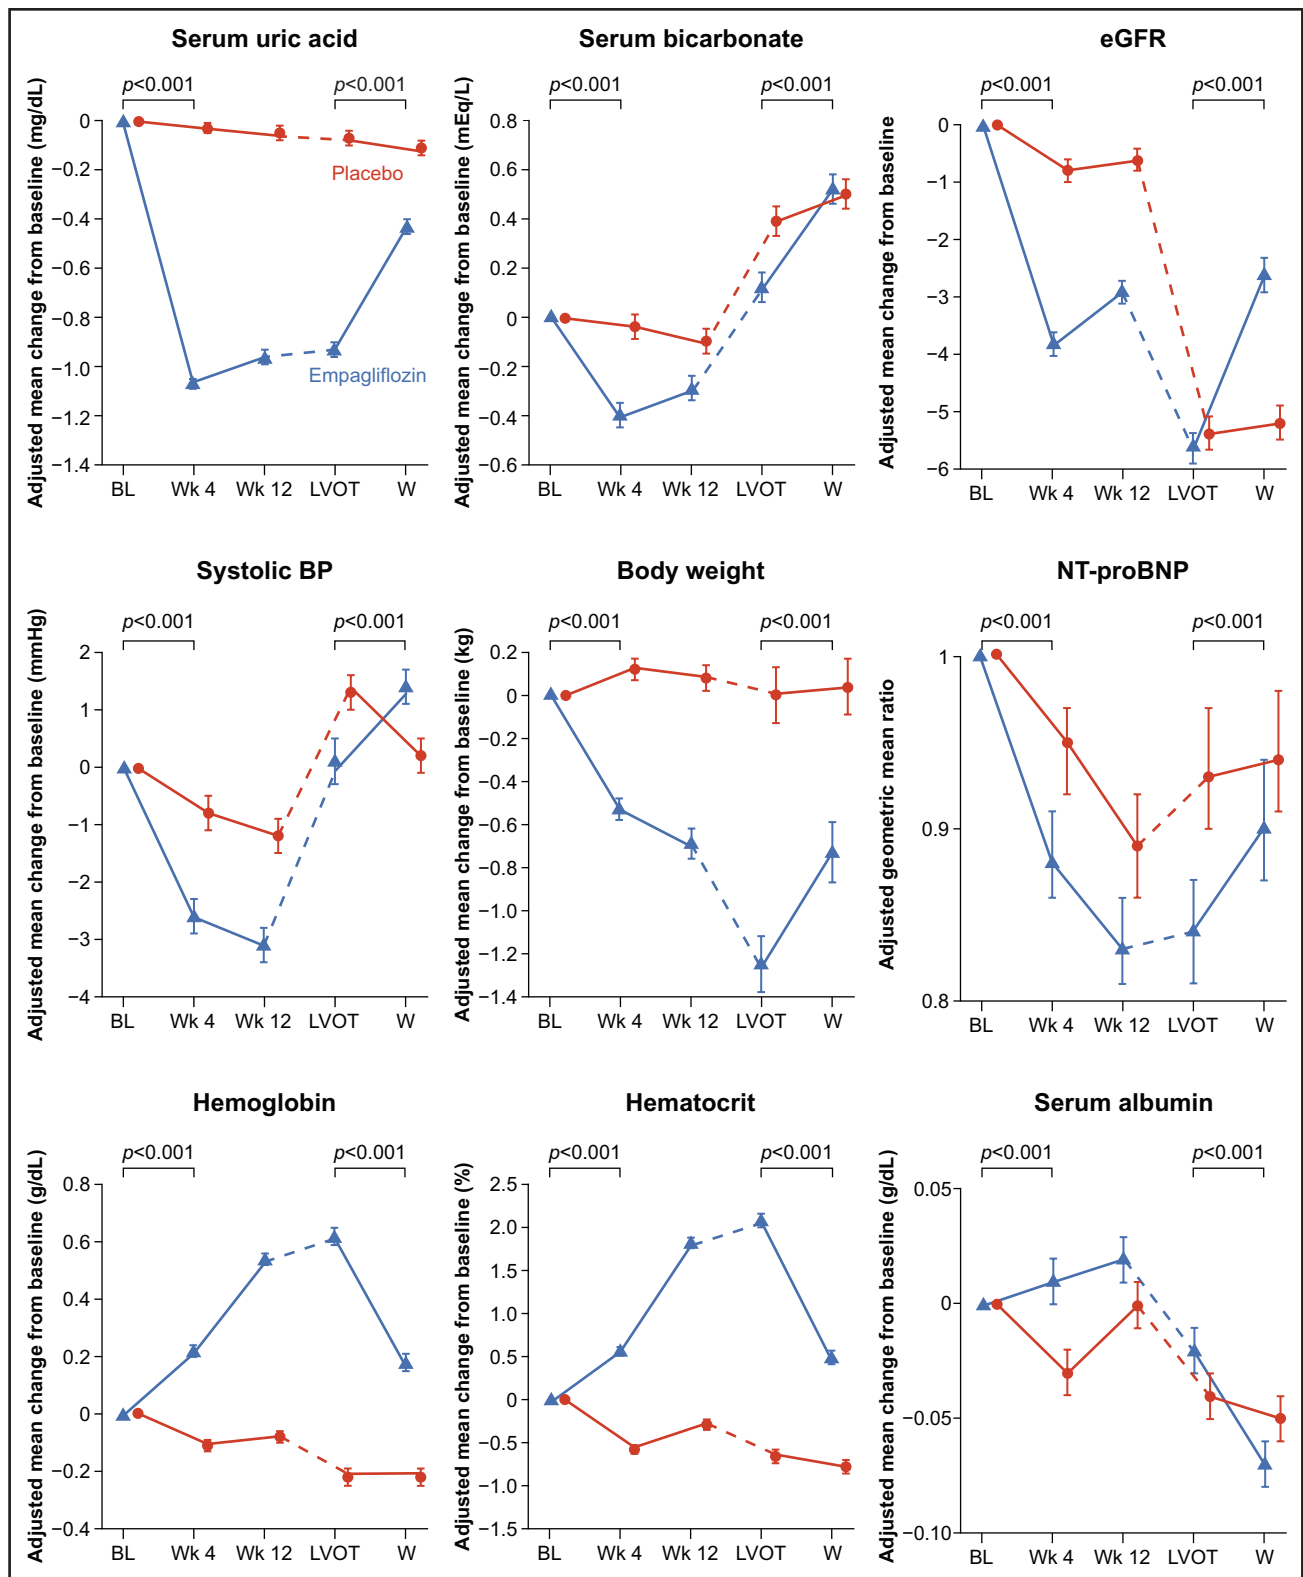 Serum uric acid
Adjusted mean change from baseline (mg/dL)
p<0.001
p<0.001
0
−0.2
−0.4
−0.6
−0.8
−1.0
−1.2
−1.4
Placebo
Empagliflozin
BL Wk 4 Wk 12 LVOT W
Serum bicarbonate
Adjusted mean change from baseline (mEq/L)
p<0.001
p<0.001
0.8
0.6
0.4
0.2
0
−0.2
−0.4
−0.6
BL Wk 4 Wk 12 LVOT W
eGFR
Adjusted mean change from baseline
p<0.001
p<0.001
0
−1
−2
−3
−4
−5
−6
BL Wk 4 Wk 12 LVOT W
Systolic BP
Adjusted mean change from baseline (mmHg)
p<0.001
p<0.001
2
1
0
−1
−2
−3
−4
BL Wk 4 Wk 12 LVOT W
Body weight
Adjusted mean change from baseline (kg)
p<0.001
p<0.001
0.2
0
−0.2
−0.4
−0.6
−0.8
−1.0
−1.2
−1.4
BL Wk 4 Wk 12 LVOT W
NT-proBNP
Adjusted geometric mean ratio
p<0.001
p<0.001
1
0.9
0.8
BL Wk 4 Wk 12 LVOT W
Hemoglobin
Adjusted mean change from baseline (g/dL)
p<0.001
p<0.001
0.8
0.6
0.4
0.2
0
−0.2
−0.4
BL Wk 4 Wk 12 LVOT W
Hematocrit
Adjusted mean change from baseline (%)
p<0.001
p<0.001
2.5
2.0
1.5
1.0
0.5
0
−0.5
−1.0
−1.5
BL Wk 4 Wk 12 LVOT W
Serum albumin
Adjusted mean change from baseline (g/dL)
p<0.001
p<0.001
0.05
0
−0.05
−0.10
BL Wk 4 Wk 12 LVOT W